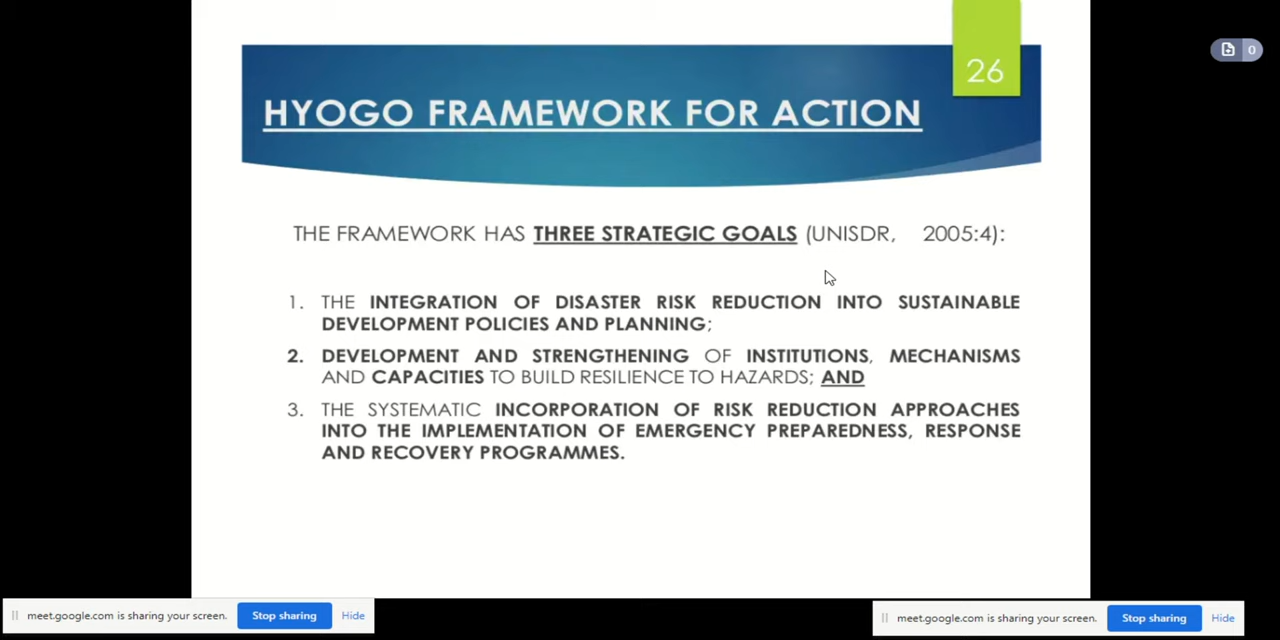 26
0
HYOGO FRAMEWORK FOR ACTION
THE FRAMEWORK HAS THREE STRATEGIC GOALS (UNISDR, 2005:4):
1. THE INTEGRATION OF DISASTER RISK REDUCTION INTO SUSTAINABLE
DEVELOPMENT POLICIES AND PLANNING;
2. DEVELOPMENT AND STRENGTHENING OF INSTITUTIONS, MECHANISMS
AND CAPACITIES TO BUILD RESILIENCE TO HAZARDS; AND
3. THE SYSTEMATIC INCORPORATION OF RISK REDUCTION APPROACHES
INTO THE IMPLEMENTATION OF EMERGENCY PREPAREDNESS, RESPONSE
AND RECOVERY PROGRAMMES.
meet.google.com is sharing your screen. Stop sharing Hide
meet.google.com is sharing your screen. Stop sharing Hide